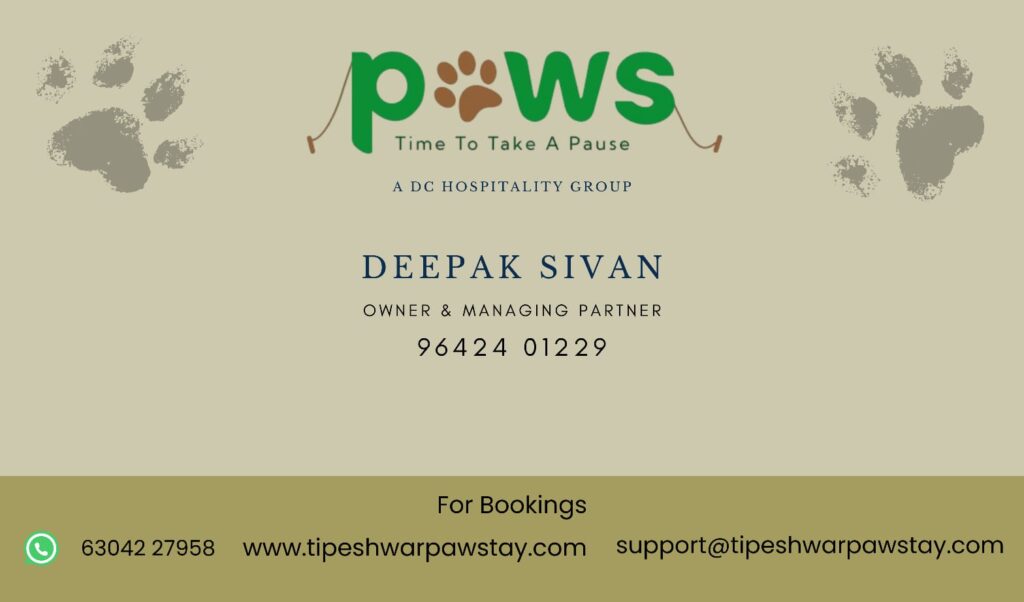 paws
Time To Take A Pause
A DC HOSPITALITY GROUP
DEEPAK SIVAN
OWNER & MANAGING PARTNER
96424 01229
For Bookings
63042 27958 www.tipeshwarpawstay.com support@tipeshwarpawstay.com